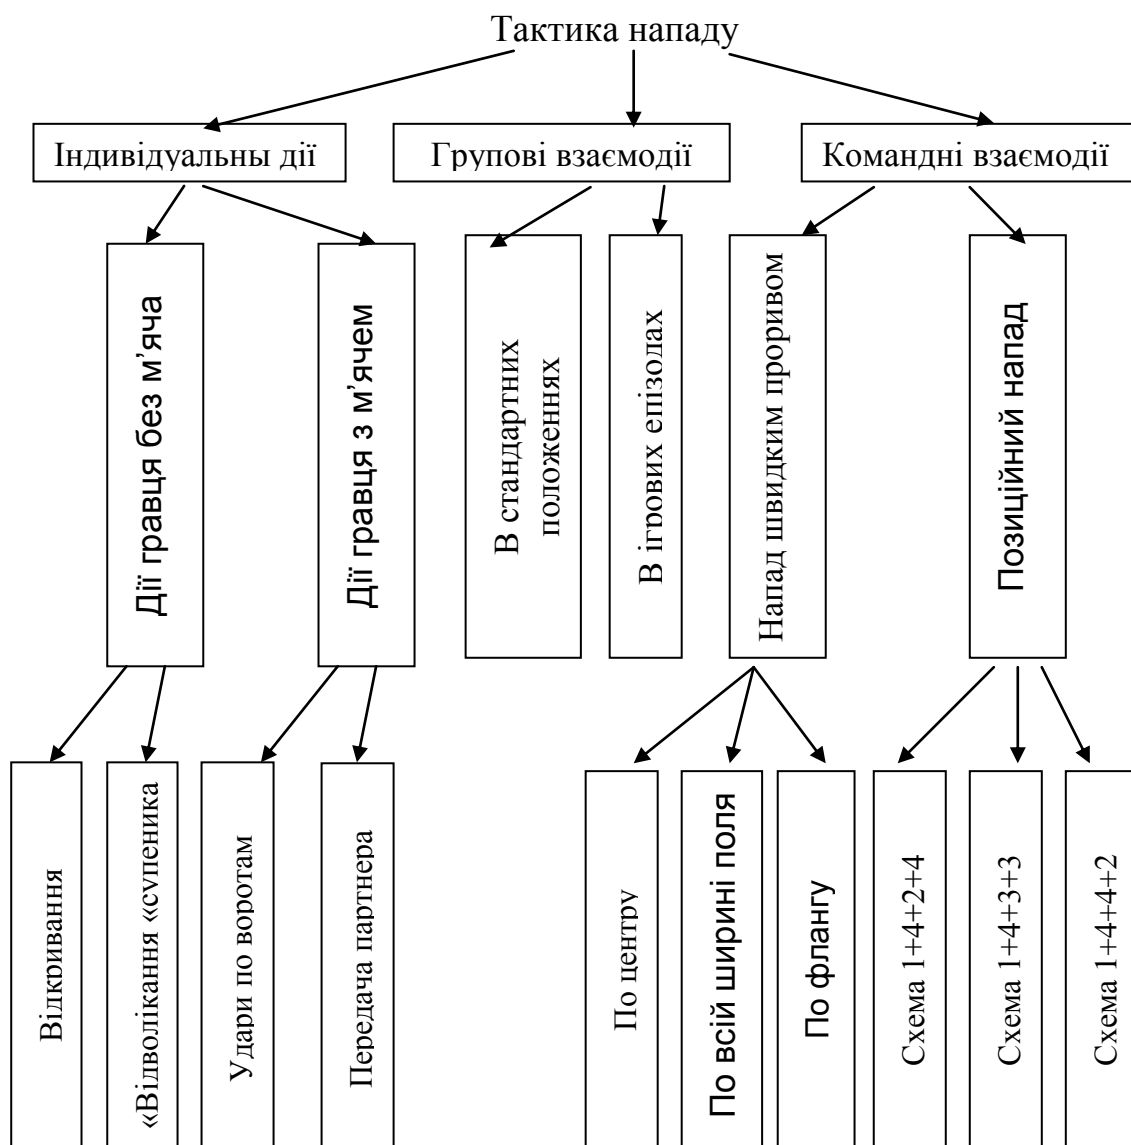 Тактика нападу
Індивідуальны дії
Групові взаємодії
Командні взаємодії
Дії гравця без м’яча
Дії гравця з м’ячем
В стандартних
положеннях
В ігрових епізодах
Напад швидким проривом
Позиційний напад
Відкривання
«Відволікання «супеника
Удари по воротам
Передача партнера
По центру
По всій ширині поля
По флангу
Схема 1+4+2+4
Схема 1+4+3+3
Схема 1+4+4+2